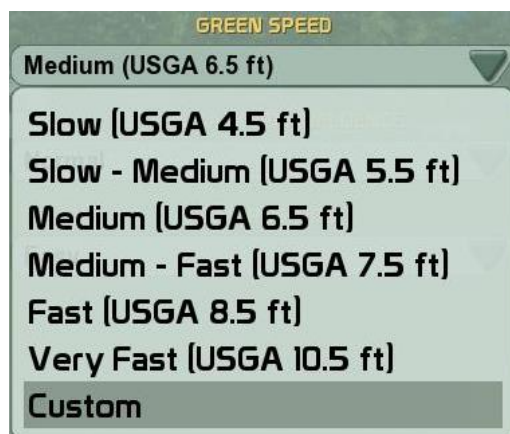 GREEN SPEED
Medium (USGA 6.5 ft)
Slow (USGA 4.5 ft)
Slow - Medium (USGA 5.5 ft)
Medium (USGA 6.5 ft)
Medium - Fast (USGA 7.5 ft)
Fast (USGA 8.5 ft)
Very Fast (USGA 10.5 ft)
Custom